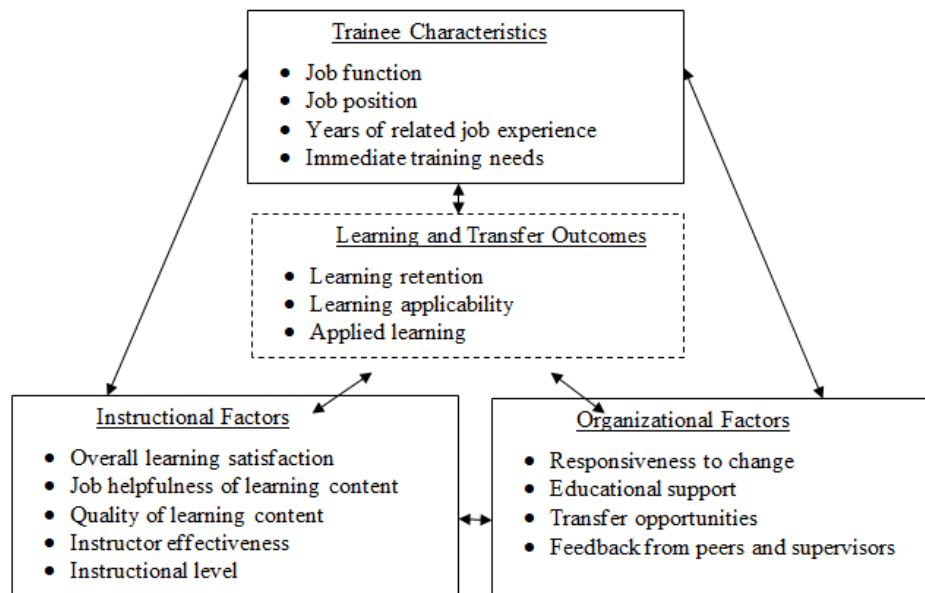 Trainee Characteristics
• Job function
• Job position
• Years of related job experience
• Immediate training needs
Learning and Transfer Outcomes
• Learning retention
• Learning applicability
• Applied learning
Instructional Factors
• Overall learning satisfaction
• Job helpfulness of learning content
• Quality of learning content
• Instructor effectiveness
• Instructional level
Organizational Factors
• Responsiveness to change
• Educational support
• Transfer opportunities
• Feedback from peers and supervisors